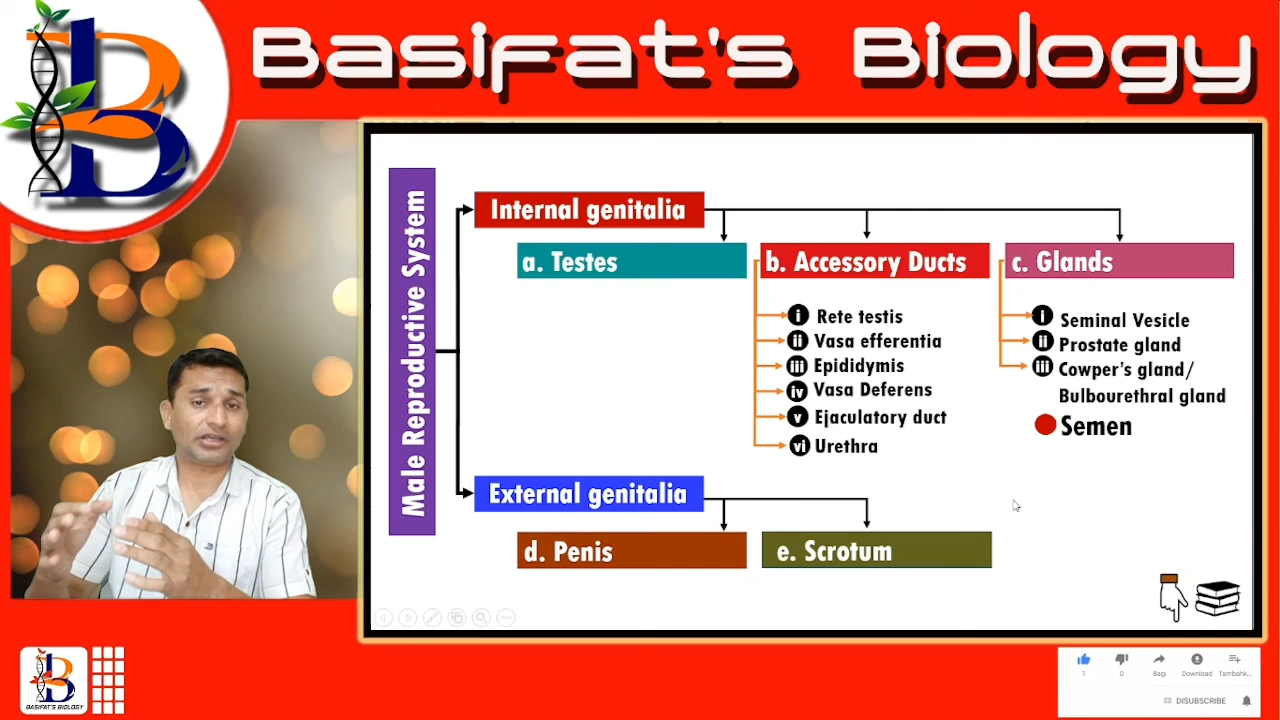 Basifat's Biology
Male Reproductive System
Internal genitalia
a. Testes
b. Accessory Ducts
i Rete testis
ii Vasa efferentia
iii Epididymis
iv Vasa Deferens
v Ejaculatory duct
vi Urethra
c. Glands
i Seminal Vesicle
ii Prostate gland
iii Cowper's gland/
Bulbourethral gland
Semen
External genitalia
d. Penis
e. Scrotum
BASIFAT'S BIOLOGY
1
0
Bagi
Download
Tambahk...
DISUBSCRIBE